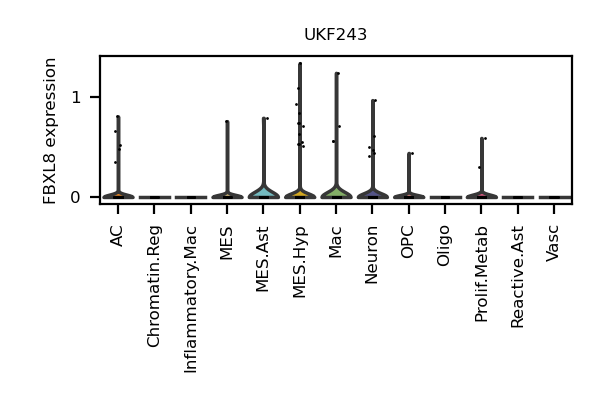 UKF243
FBXL8 expression
1
0
AC
Chromatin.Reg
Inflammatory.Mac
MES
MES.Ast
MES.Hyp
Mac
Neuron
OPC
Oligo
Prolif.Metab
Reactive.Ast
Vasc